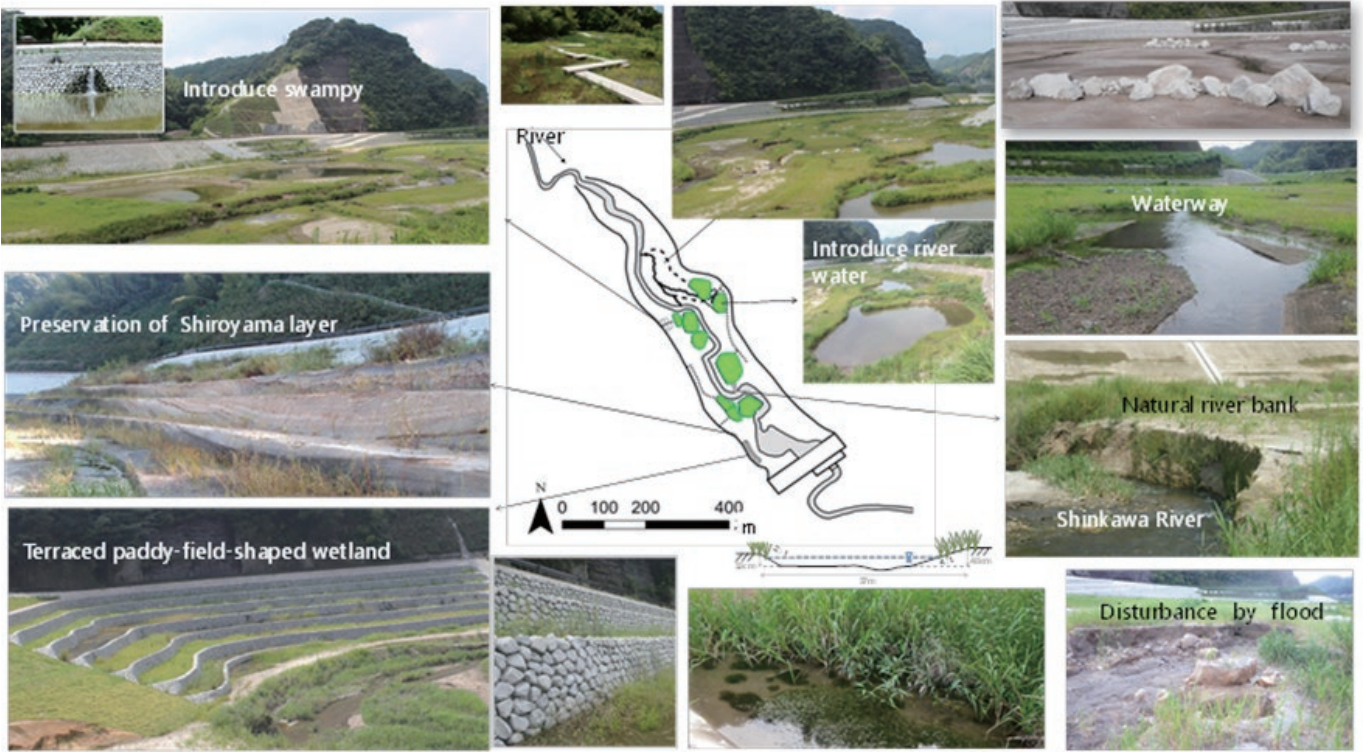 Introduce swampy
River
Waterway
Introduce river
water
Preservation of Shiroyama layer
Natural river bank
Shinkawa River
N
0 100 200 400
m
Terraced paddy-field-shaped wetland
Disturbance by flood